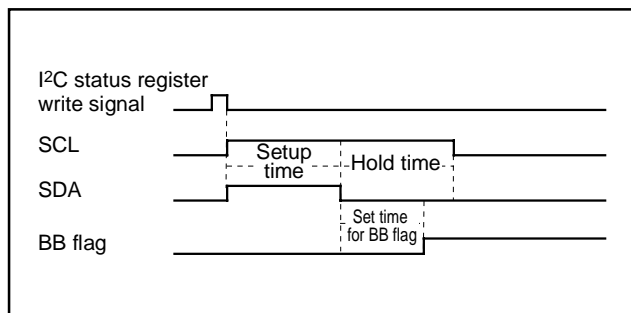 I²C status register
write signal
SCL
Setup
time
Hold time
SDA
Set time
for BB flag
BB flag